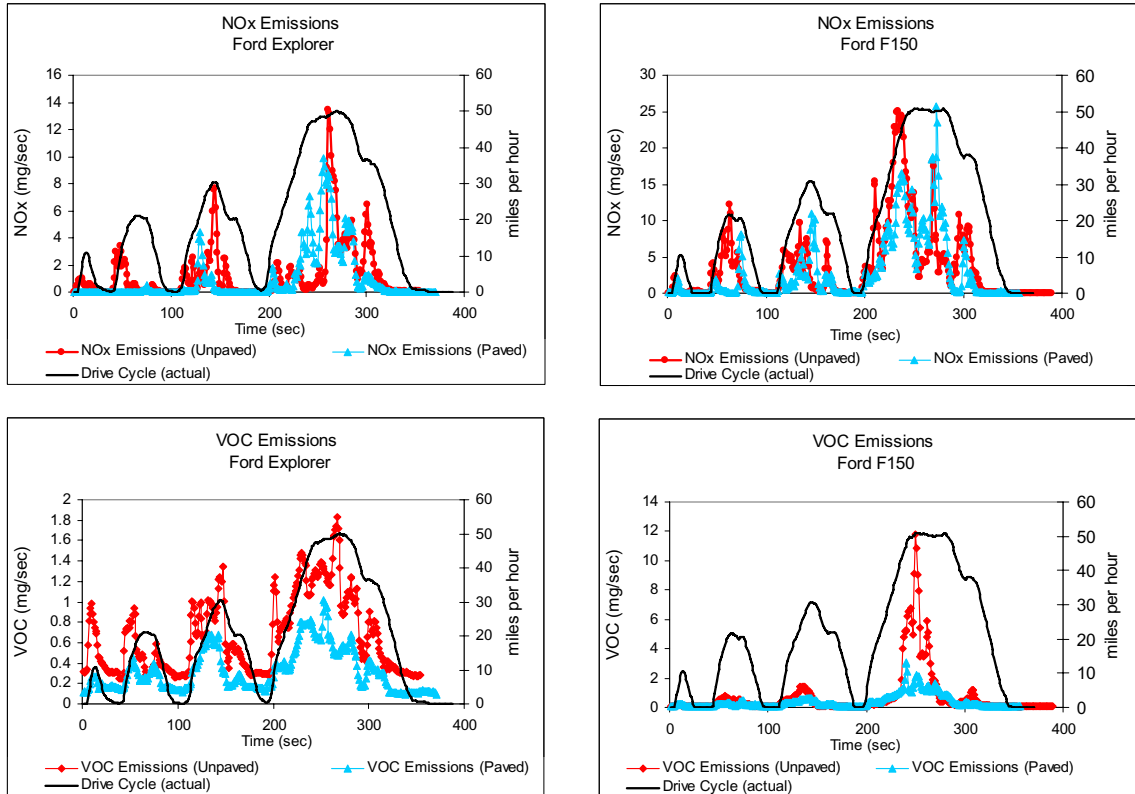 NOx Emissions
Ford Explorer
16
14
12
10
8
6
4
2
0
NOx (mg/sec)
60
50
40
30
20
10
0
miles per hour
0 100 200 300 400
Time (sec)
NOx Emissions (Unpaved) NOx Emissions (Paved)
Drive Cycle (actual)
NOx Emissions
Ford F150
30
25
20
15
10
5
0
NOx (mg/sec)
60
50
40
30
20
10
0
miles per hour
0 100 200 300 400
Time (sec)
NOx Emissions (Unpaved) NOx Emissions (Paved)
Drive Cycle (actual)
VOC Emissions
Ford Explorer
2
1.8
1.6
1.4
1.2
1
0.8
0.6
0.4
0.2
0
VOC (mg/sec)
60
50
40
30
20
10
0
miles per hour
0 100 200 300 400
Time (sec)
VOC Emissions (Unpaved) VOC Emissions (Paved)
Drive Cycle (actual)
VOC Emissions
Ford F150
14
12
10
8
6
4
2
0
VOC (mg/sec)
60
50
40
30
20
10
0
miles per hour
0 100 200 300 400
Time (sec)
VOC Emissions (Unpaved) VOC Emissions (Paved)
Drive Cycle (actual)